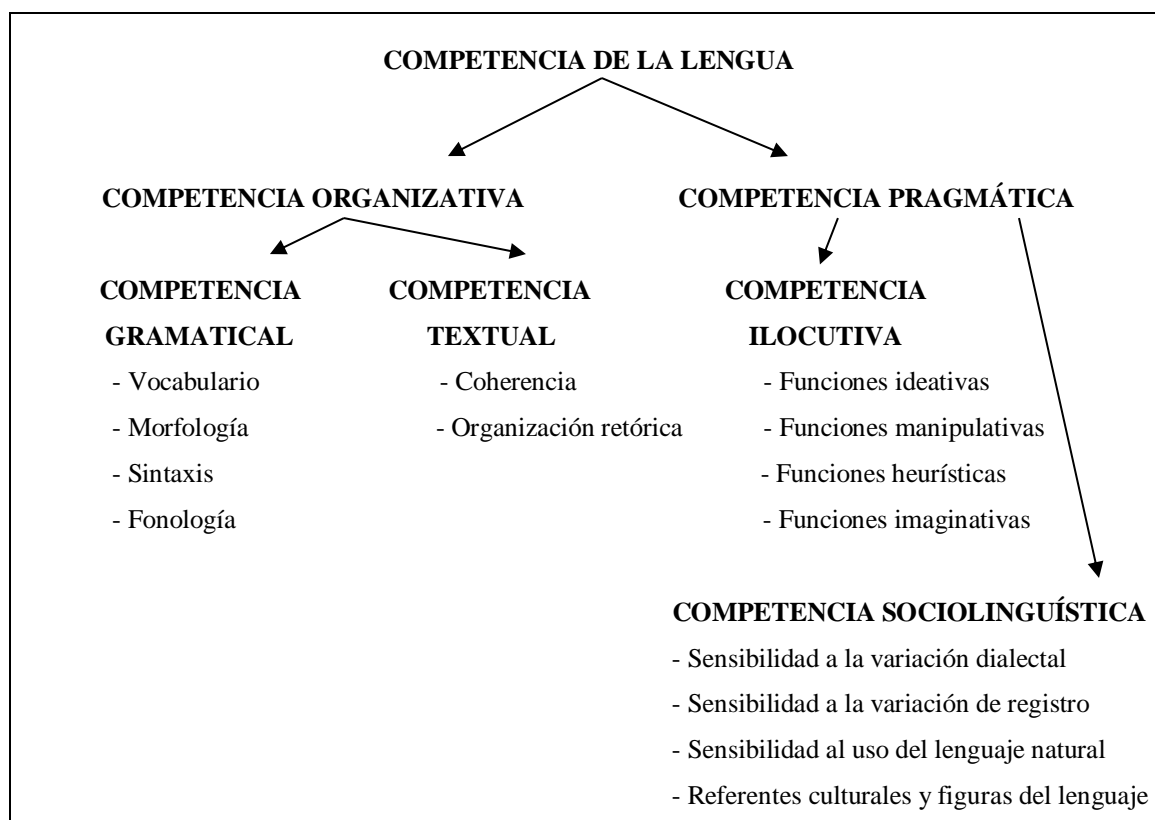 COMPETENCIA DE LA LENGUA
COMPETENCIA ORGANIZATIVA
COMPETENCIA PRAGMÁTICA
COMPETENCIA
GRAMATICAL
- Vocabulario
- Morfología
- Sintaxis
- Fonología
COMPETENCIA
TEXTUAL
- Coherencia
- Organización retórica
COMPETENCIA
ILOCUTIVA
- Funciones ideativas
- Funciones manipulativas
- Funciones heurísticas
- Funciones imaginativas
COMPETENCIA SOCIOLINGUÍSTICA
- Sensibilidad a la variación dialectal
- Sensibilidad a la variación de registro
- Sensibilidad al uso del lenguaje natural
- Referentes culturales y figuras del lenguaje